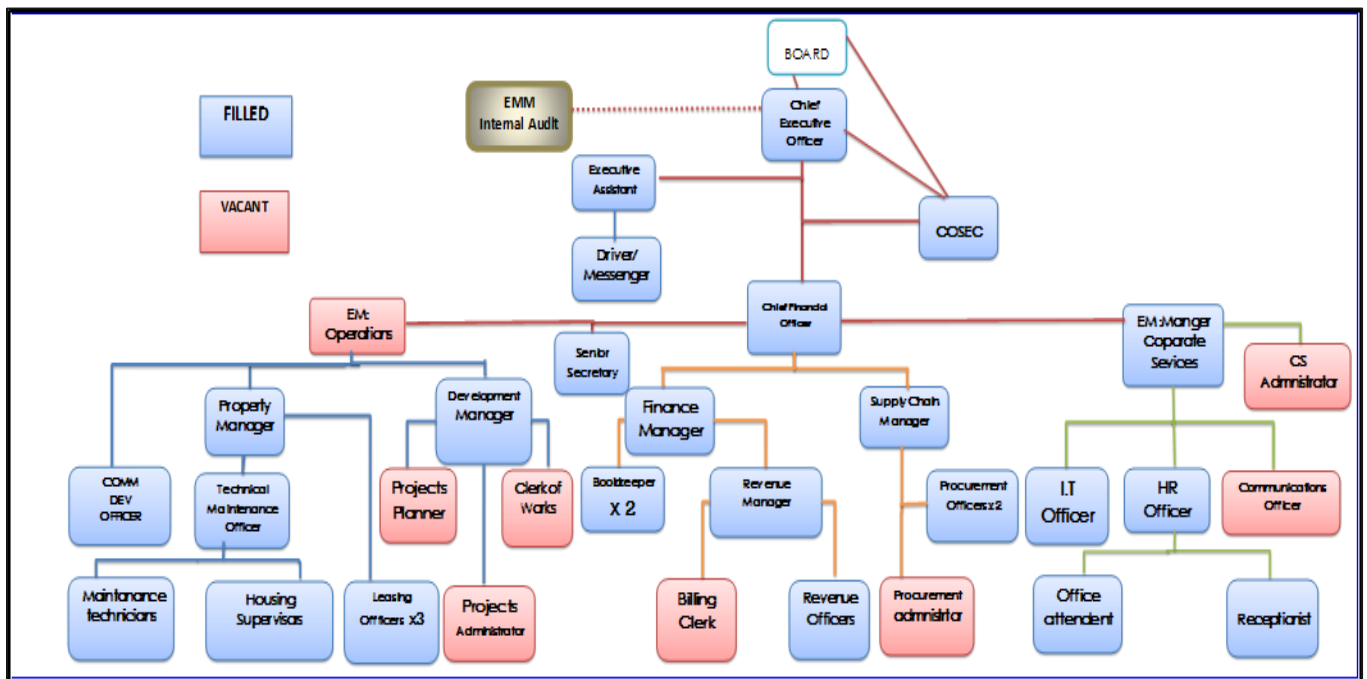 BOARD
EMM
Internal Audit
Chief
Executive
Officer
FILLED
Executive
Assistant
VACANT
COSEC
Driver/
Messenger
Chief Financial
Officer
EM:
Operations
EM:Manger
Coparate
Sevices
Senior
Secretary
CS
Admnistrator
Property
Manager
Development
Manager
Finance
Manager
Supply Chain
Manager
COMM
DEV
OFFICER
Technical
Maintenance
Officer
Projects
Planner
Clerk of
Works
Bookkeeper
X 2
Revenue
Manager
Procurement
Officers x2
I.T
Officer
HR
Officer
Communications
Officer
Maintanance
technicians
Housing
Supervisors
Leasing
Officers x3
Projects
Administrator
Billing
Clerk
Revenue
Officers
Procurement
admnistrtor
Office
attendent
Receptionist